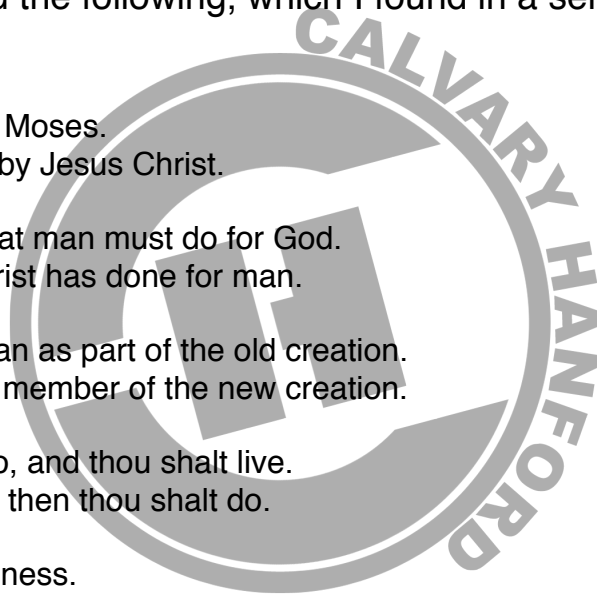 the following, which I found in a
CALVARY HANFORD
Moses.
by Jesus Christ.
at man must do for God.
rist has done for man.
an as part of the old creation.
member of the new creation.
o, and thou shalt live.
then thou shalt do.
ness.